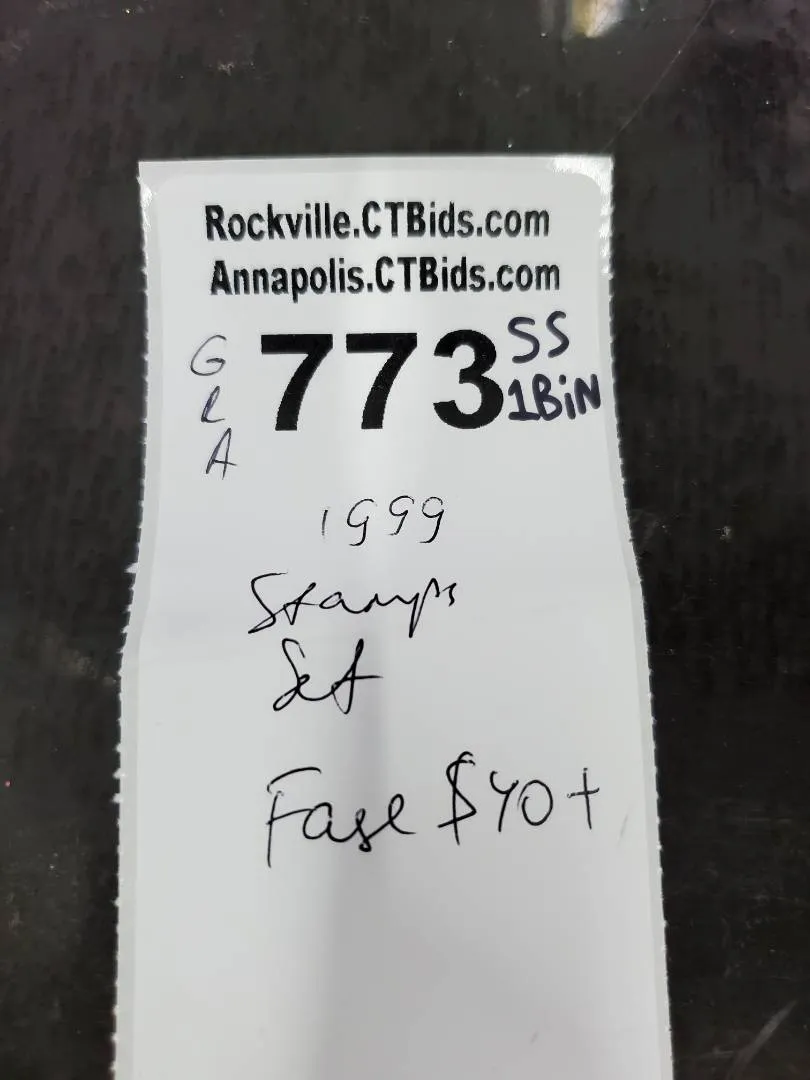 Rockville.CTBids.com
Annapolis.CTBids.com
G 773 SS
L 1BiN
A
1999
Stamps
Set
Fase $40+